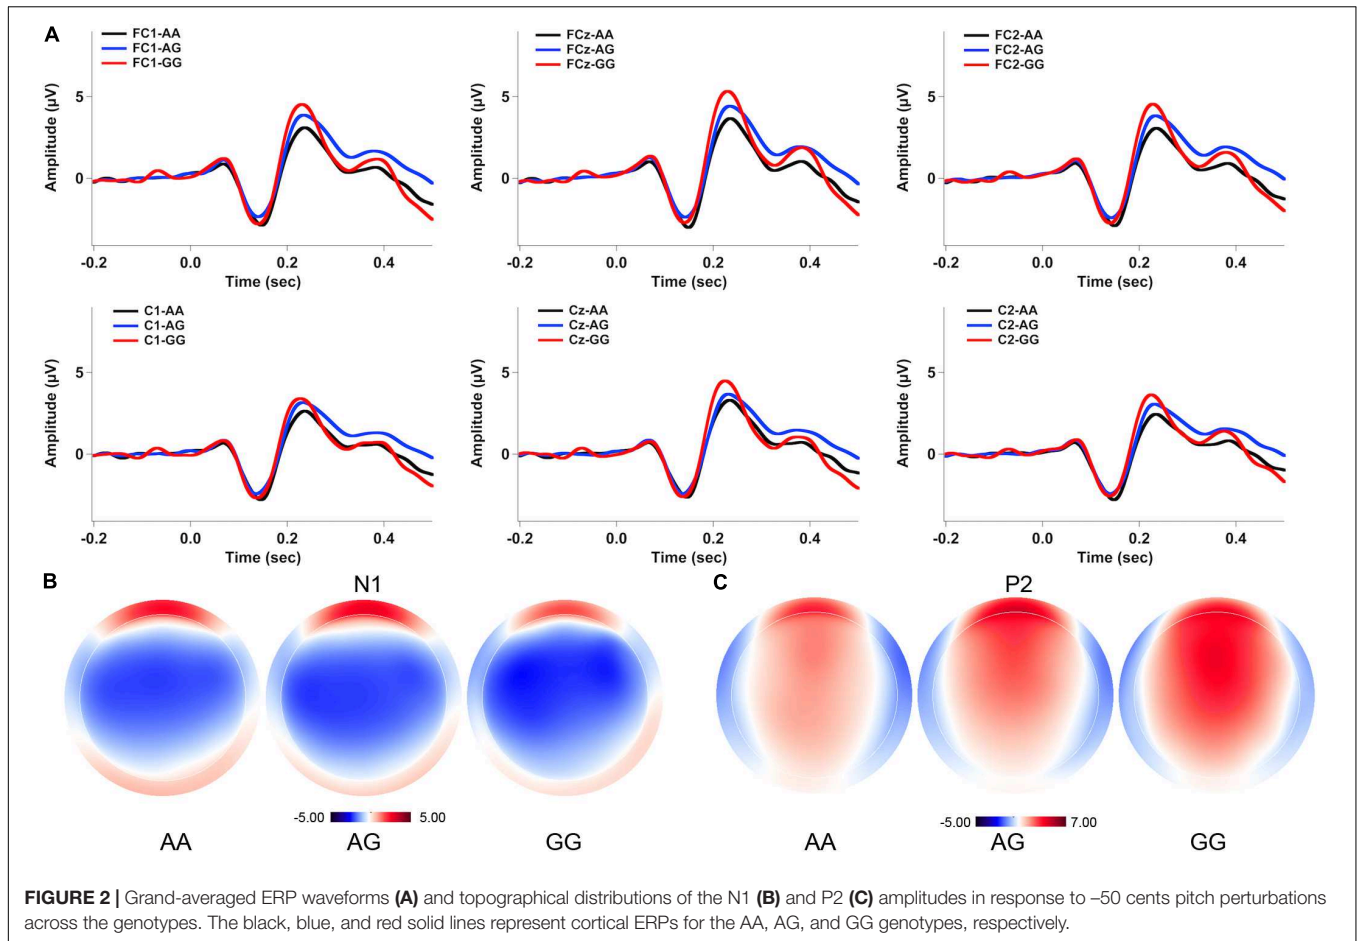 A
FC1-AA
FC1-AG
FC1-GG
Amplitude (µV)
5
0
-0.2 0.0 0.2 0.4
Time (sec)
FCz-AA
FCz-AG
FCz-GG
Amplitude (µV)
5
0
-0.2 0.0 0.2 0.4
Time (sec)
FC2-AA
FC2-AG
FC2-GG
Amplitude (µV)
5
0
-0.2 0.0 0.2 0.4
Time (sec)
C1-AA
C1-AG
C1-GG
Amplitude (µV)
5
0
-0.2 0.0 0.2 0.4
Time (sec)
Cz-AA
Cz-AG
Cz-GG
Amplitude (µV)
5
0
-0.2 0.0 0.2 0.4
Time (sec)
C2-AA
C2-AG
C2-GG
Amplitude (µV)
5
0
-0.2 0.0 0.2 0.4
Time (sec)
B
N1
-5.00 5.00
AA AG GG
C
P2
-5.00 7.00
AA AG GG
FIGURE 2 | Grand-averaged ERP waveforms (A) and topographical distributions of the N1 (B) and P2 (C) amplitudes in response to –50 cents pitch perturbations
across the genotypes. The black, blue, and red solid lines represent cortical ERPs for the AA, AG, and GG genotypes, respectively.